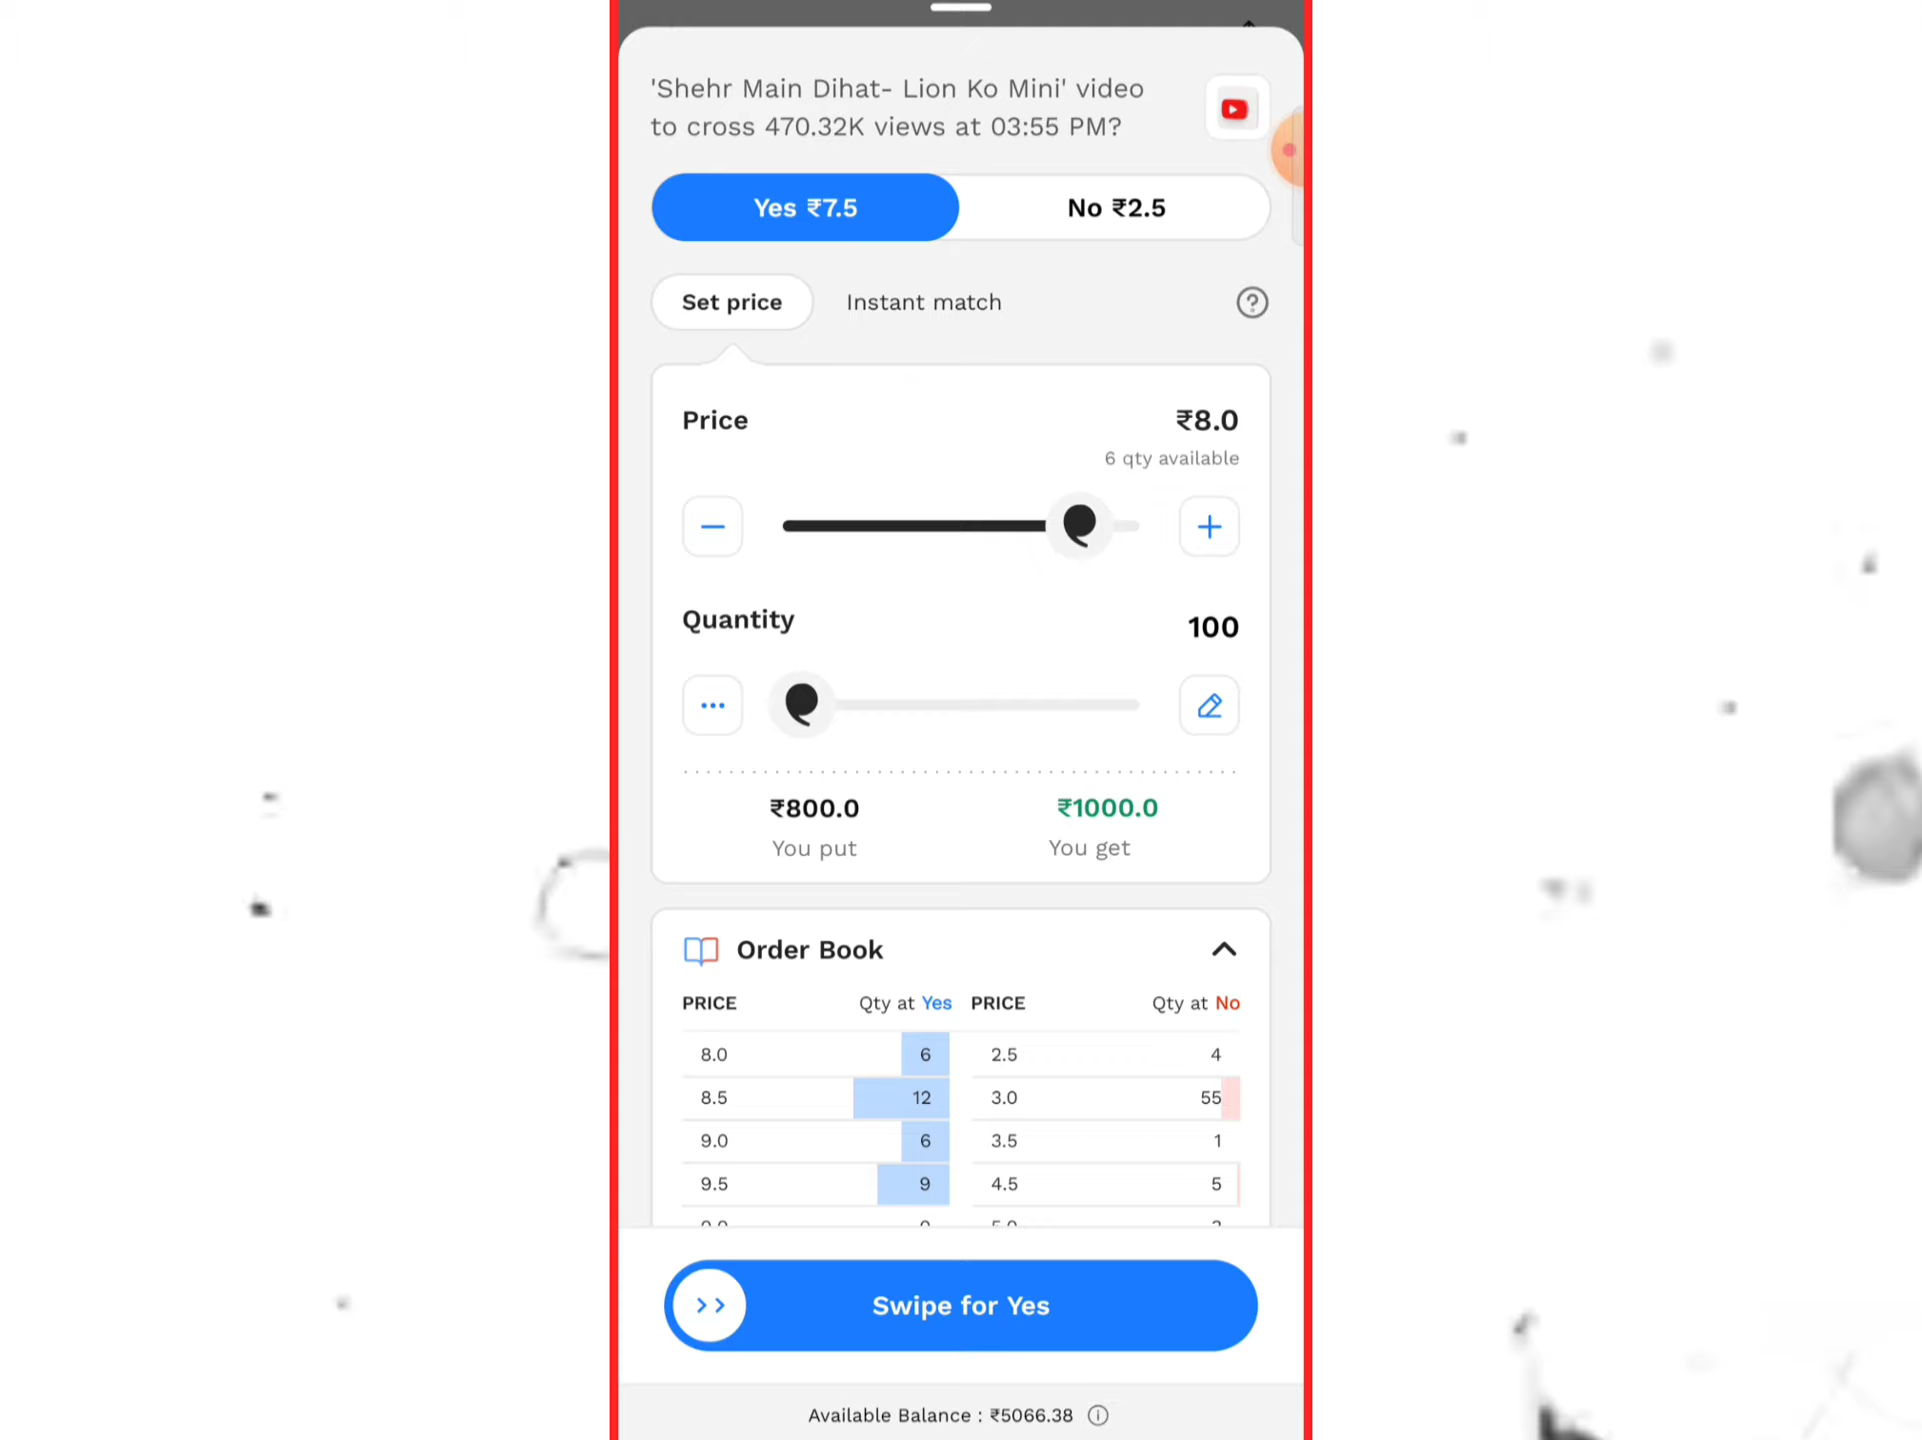 'Shehr Main Dihat- Lion Ko Mini' video
to cross 470.32K views at 03:55 PM?
Yes ₹7.5
No ₹2.5
Set price
Instant match
Price
₹8.0
6 qty available
Quantity
100
₹800.0
₹1000.0
You put
You get
Order Book
PRICE Qty at Yes PRICE Qty at No
8.0 6 2.5 4
8.5 12 3.0 55
9.0 6 3.5 1
9.5 9 4.5 5
Swipe for Yes
Available Balance : ₹5066.38